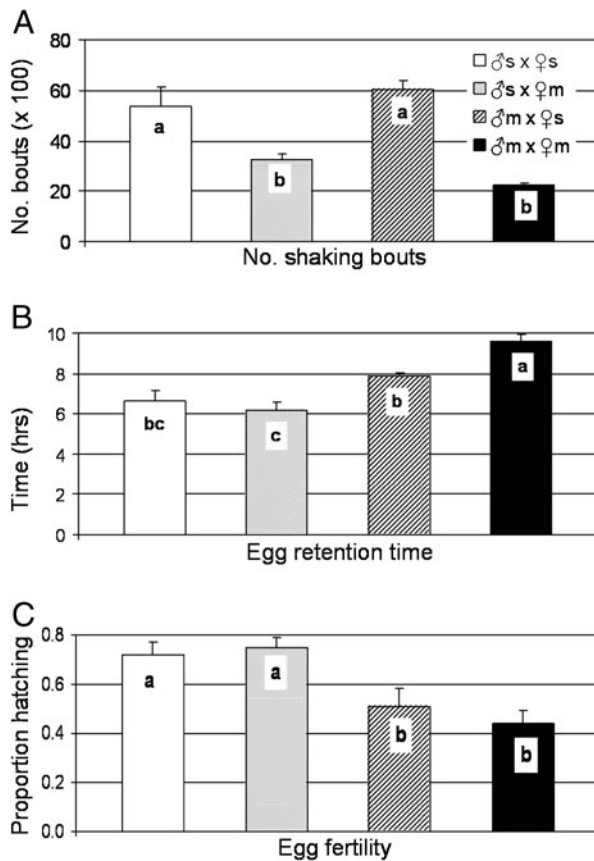 A
No. bouts (x 100)
80
60
40
20
0
♂s x ♀s
♂s x ♀m
♂m x ♀s
♂m x ♀m
a
b
a
b
No. shaking bouts
B
Time (hrs)
10
8
6
4
2
0
bc
c
b
a
Egg retention time
C
Proportion hatching
0.8
0.6
0.4
0.2
0.0
a
a
b
b
Egg fertility